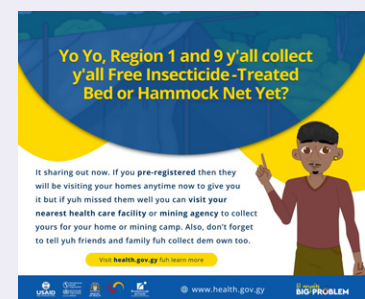 Yo Yo, Region 1 and 9 y'all collect
y'all Free Insecticide-Treated
Bed or Hammock Net Yet?
It sharing out now. If you pre-registered then they
will be visiting your homes anytime now to give you
it but if yuh missed them well you can visit your
nearest health care facility or mining agency to collect
yours for your home or mining camp. Also, don't forget
to tell yuh friends and family fuh collect dem own too.
Visit health.gov.gy fuh learn more
USAID
www.health.gov.gy
BIG PROBLEM